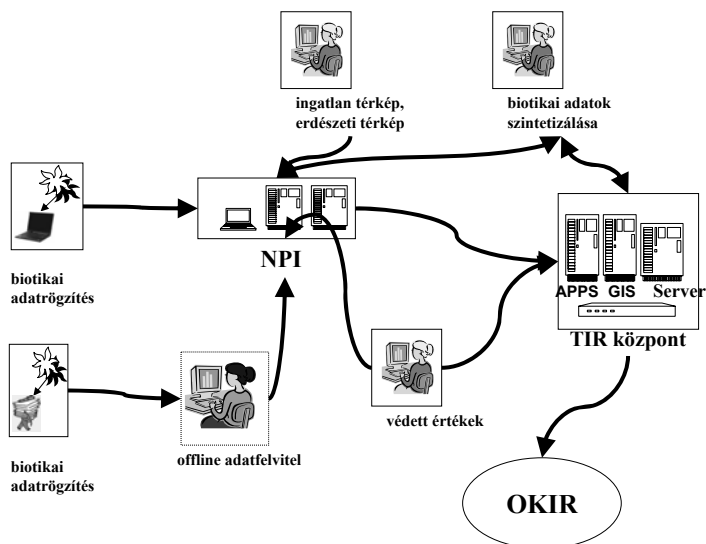 ingatlan térkép,
erdészeti térkép
biotikai adatok
szintetizálása
biotikai
adatrögzítés
NPI
APPS GIS Server
TIR központ
biotikai
adatrögzítés
offline adatfelvitel
védett értékek
OKIR